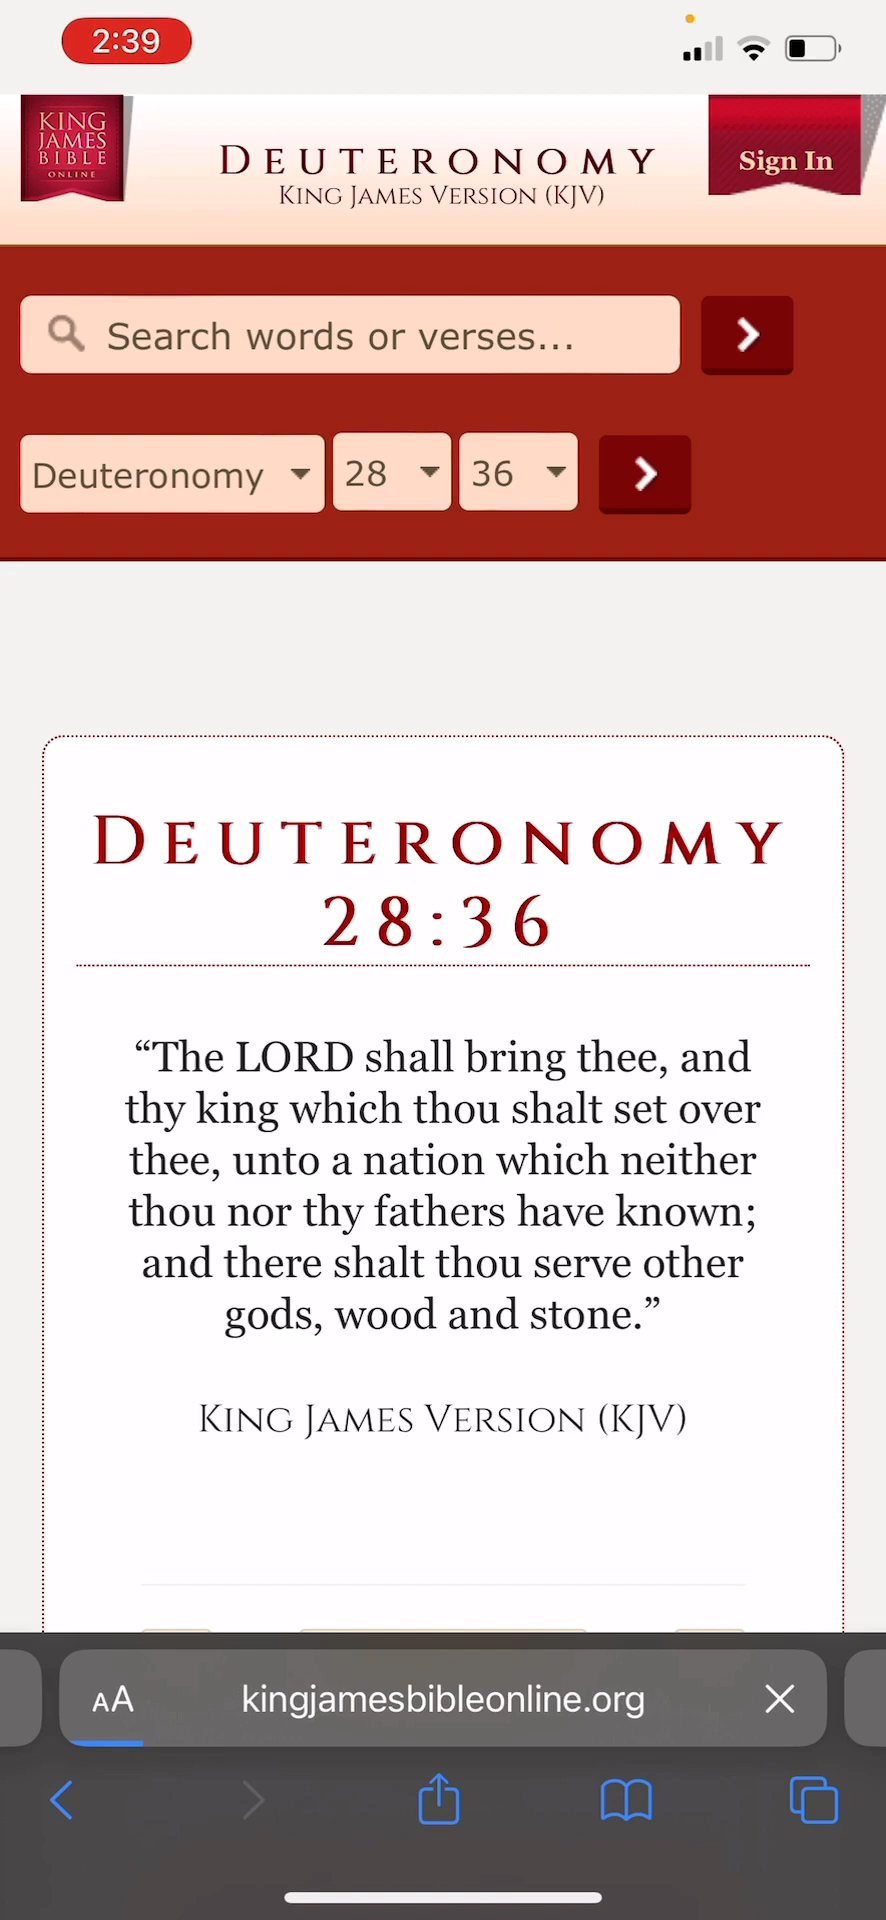 2:39
KING
JAMES
BIBLE
ONLINE
DEUTERONOMY
KING JAMES VERSION (KJV)
Sign In
Search words or verses...
Deuteronomy 28 36
DEUTERONOMY
28:36
“The LORD shall bring thee, and
thy king which thou shalt set over
thee, unto a nation which neither
thou nor thy fathers have known;
and there shalt thou serve other
gods, wood and stone.”
KING JAMES VERSION (KJV)
AA kingjamesbibleonline.org